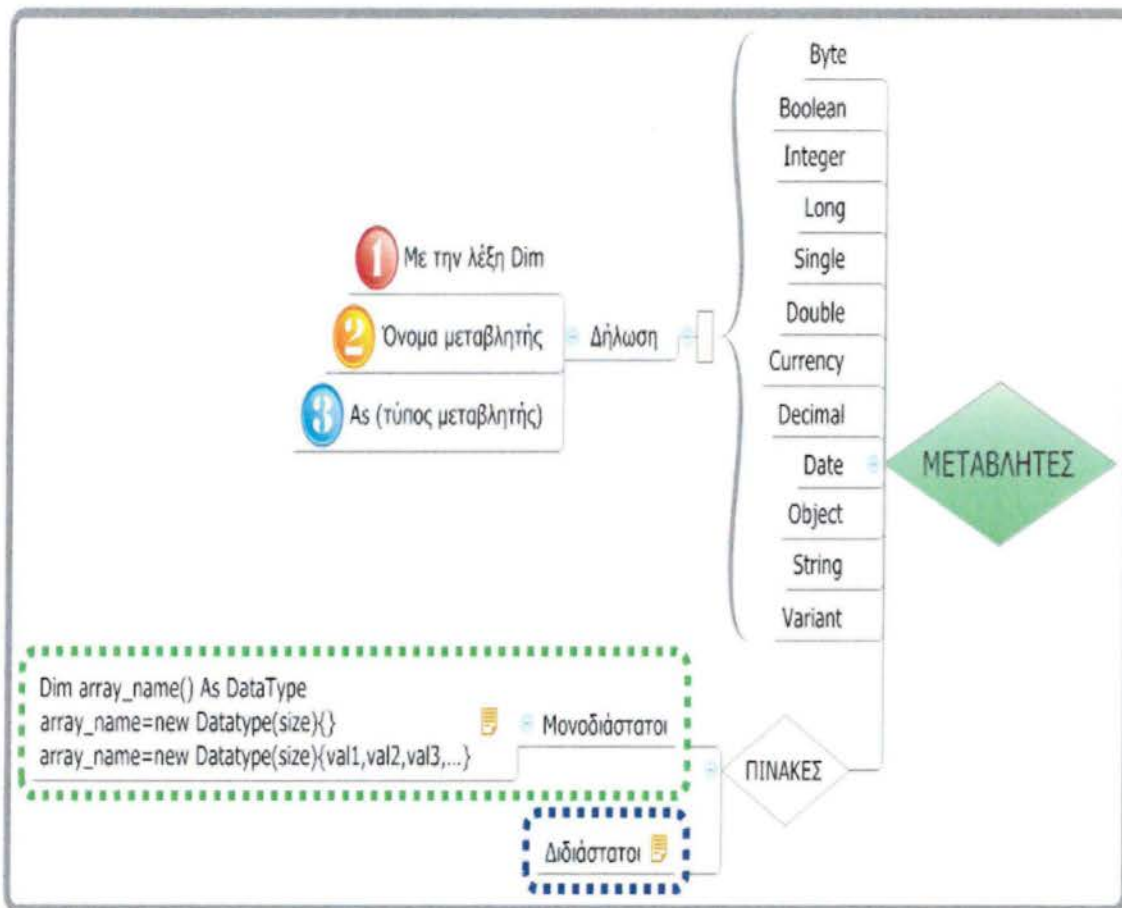 Byte
Boolean
Integer
Long
Single
Double
Currency
Decimal
Date
Object
String
Variant
ΜΕΤΑΒΛΗΤΕΣ
1 Με την λέξη Dim
2 Όνομα μεταβλητής
3 As (τύπος μεταβλητής)
Δήλωση
Dim array_name() As DataType
array_name=new Datatype(size){}
array_name=new Datatype(size){val1,val2,val3,...}
Μονοδιάστατοι
ΠΙΝΑΚΕΣ
Διδιάστατοι